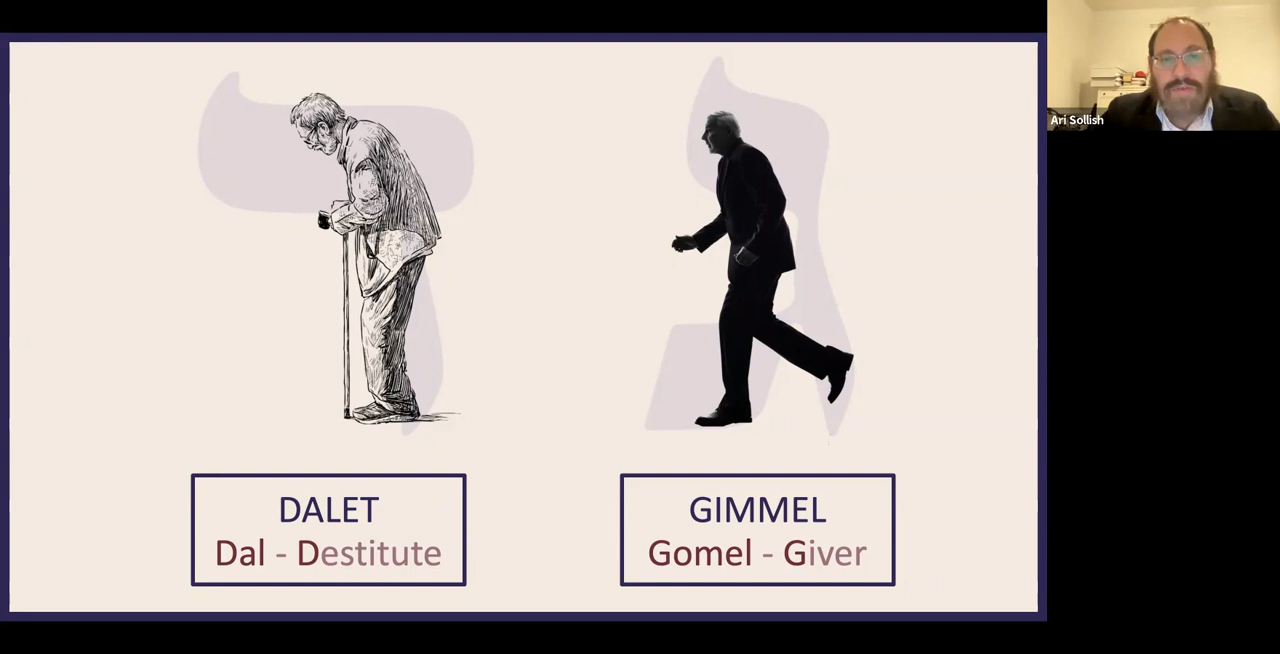 ד
ג
Ari Sollish
DALET
Dal - Destitute
GIMMEL
Gomel - Giver